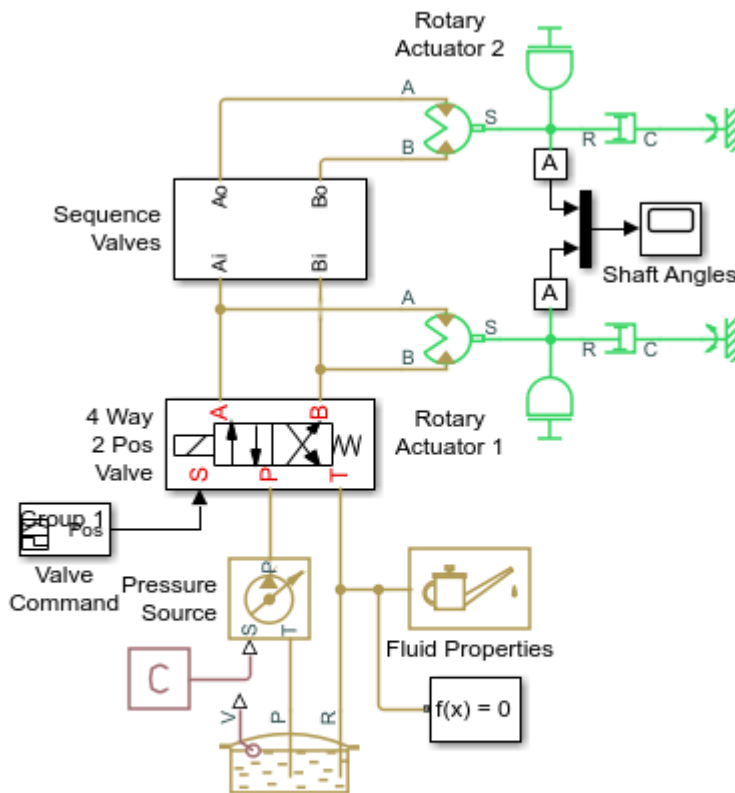 Rotary
Actuator 2
A
S
B
R
C
A
Ao
Bo
Sequence
Valves
Ai
Bi
Shaft Angles
A
A
S
B
R
C
4 Way
2 Pos
Valve
A
B
S
P
T
Rotary
Actuator 1
Group 1
Pos
Valve
Command
Pressure
Source
P
S
T
Fluid Properties
C
f(x) = 0
V
P
R